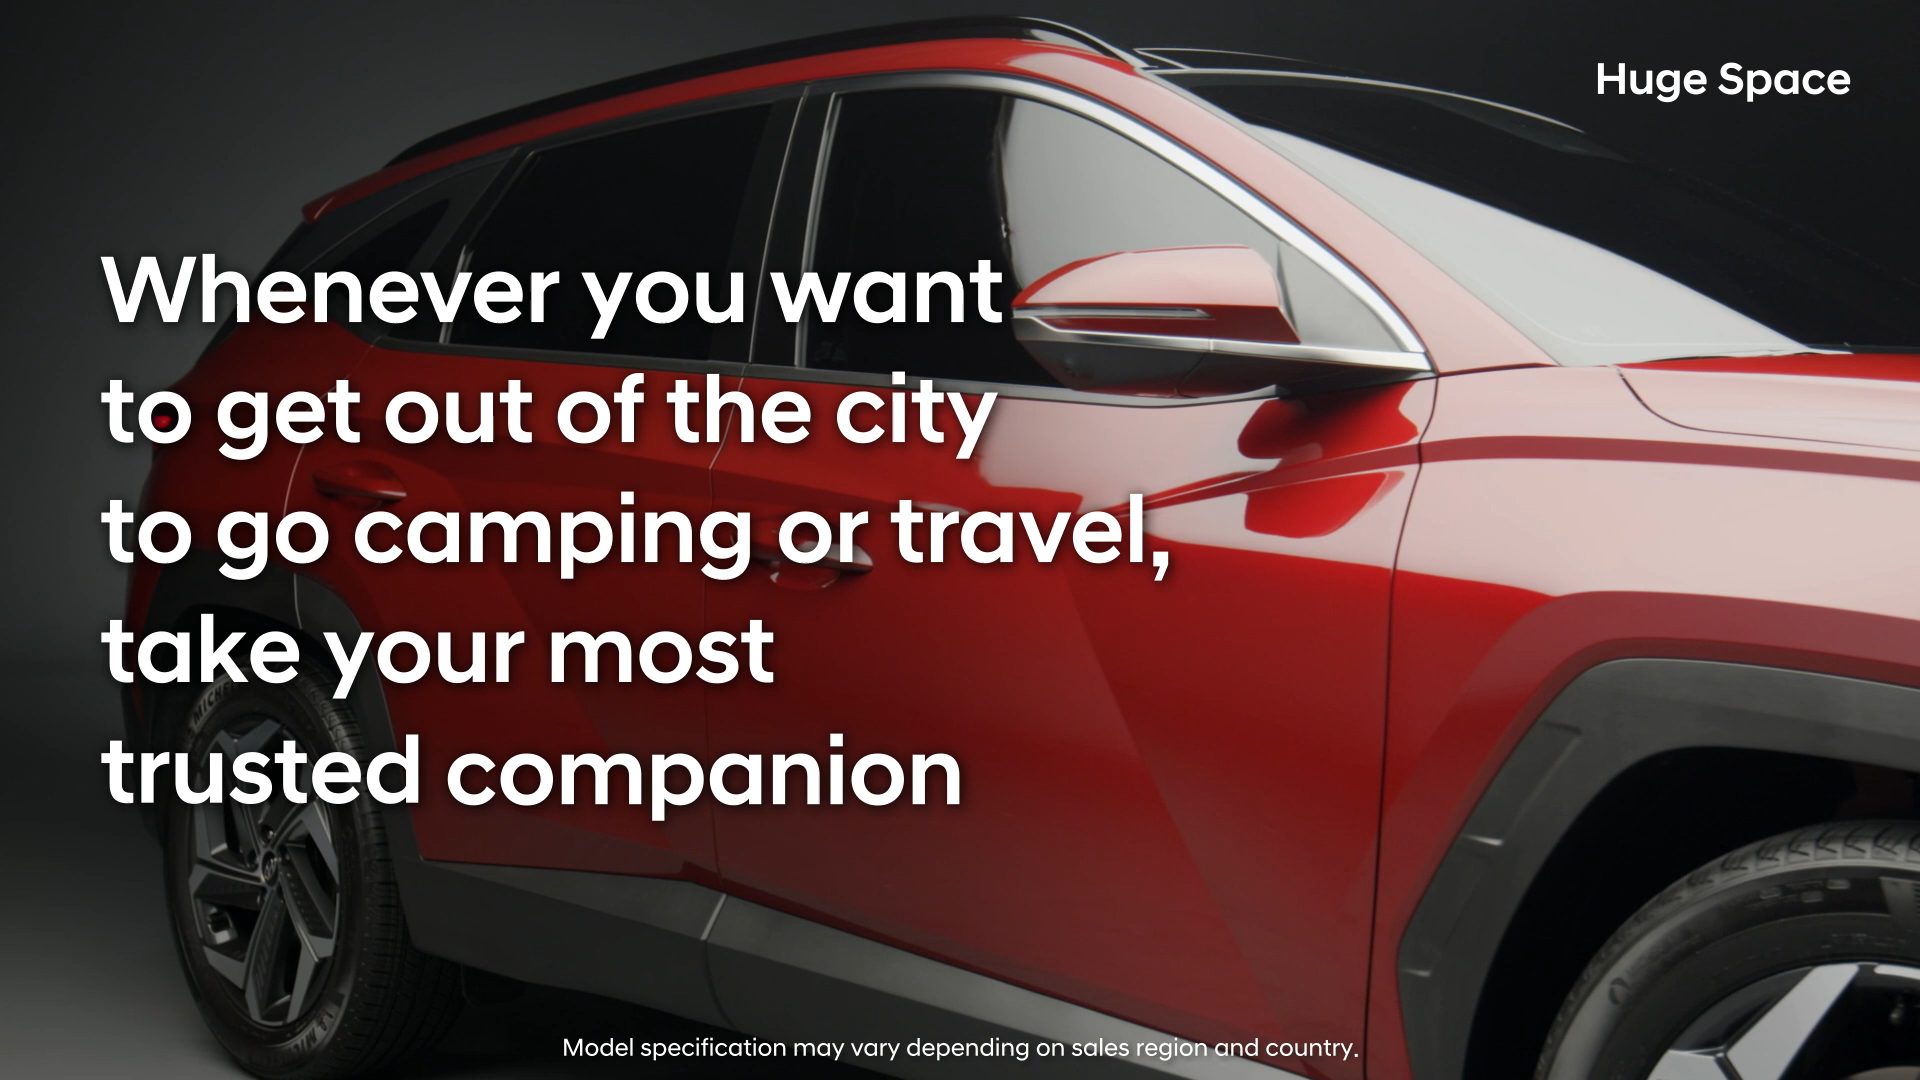 Huge Space
Whenever you want
to get out of the city
to go camping or travel,
take your most
trusted companion
Model specification may vary depending on sales region and country.